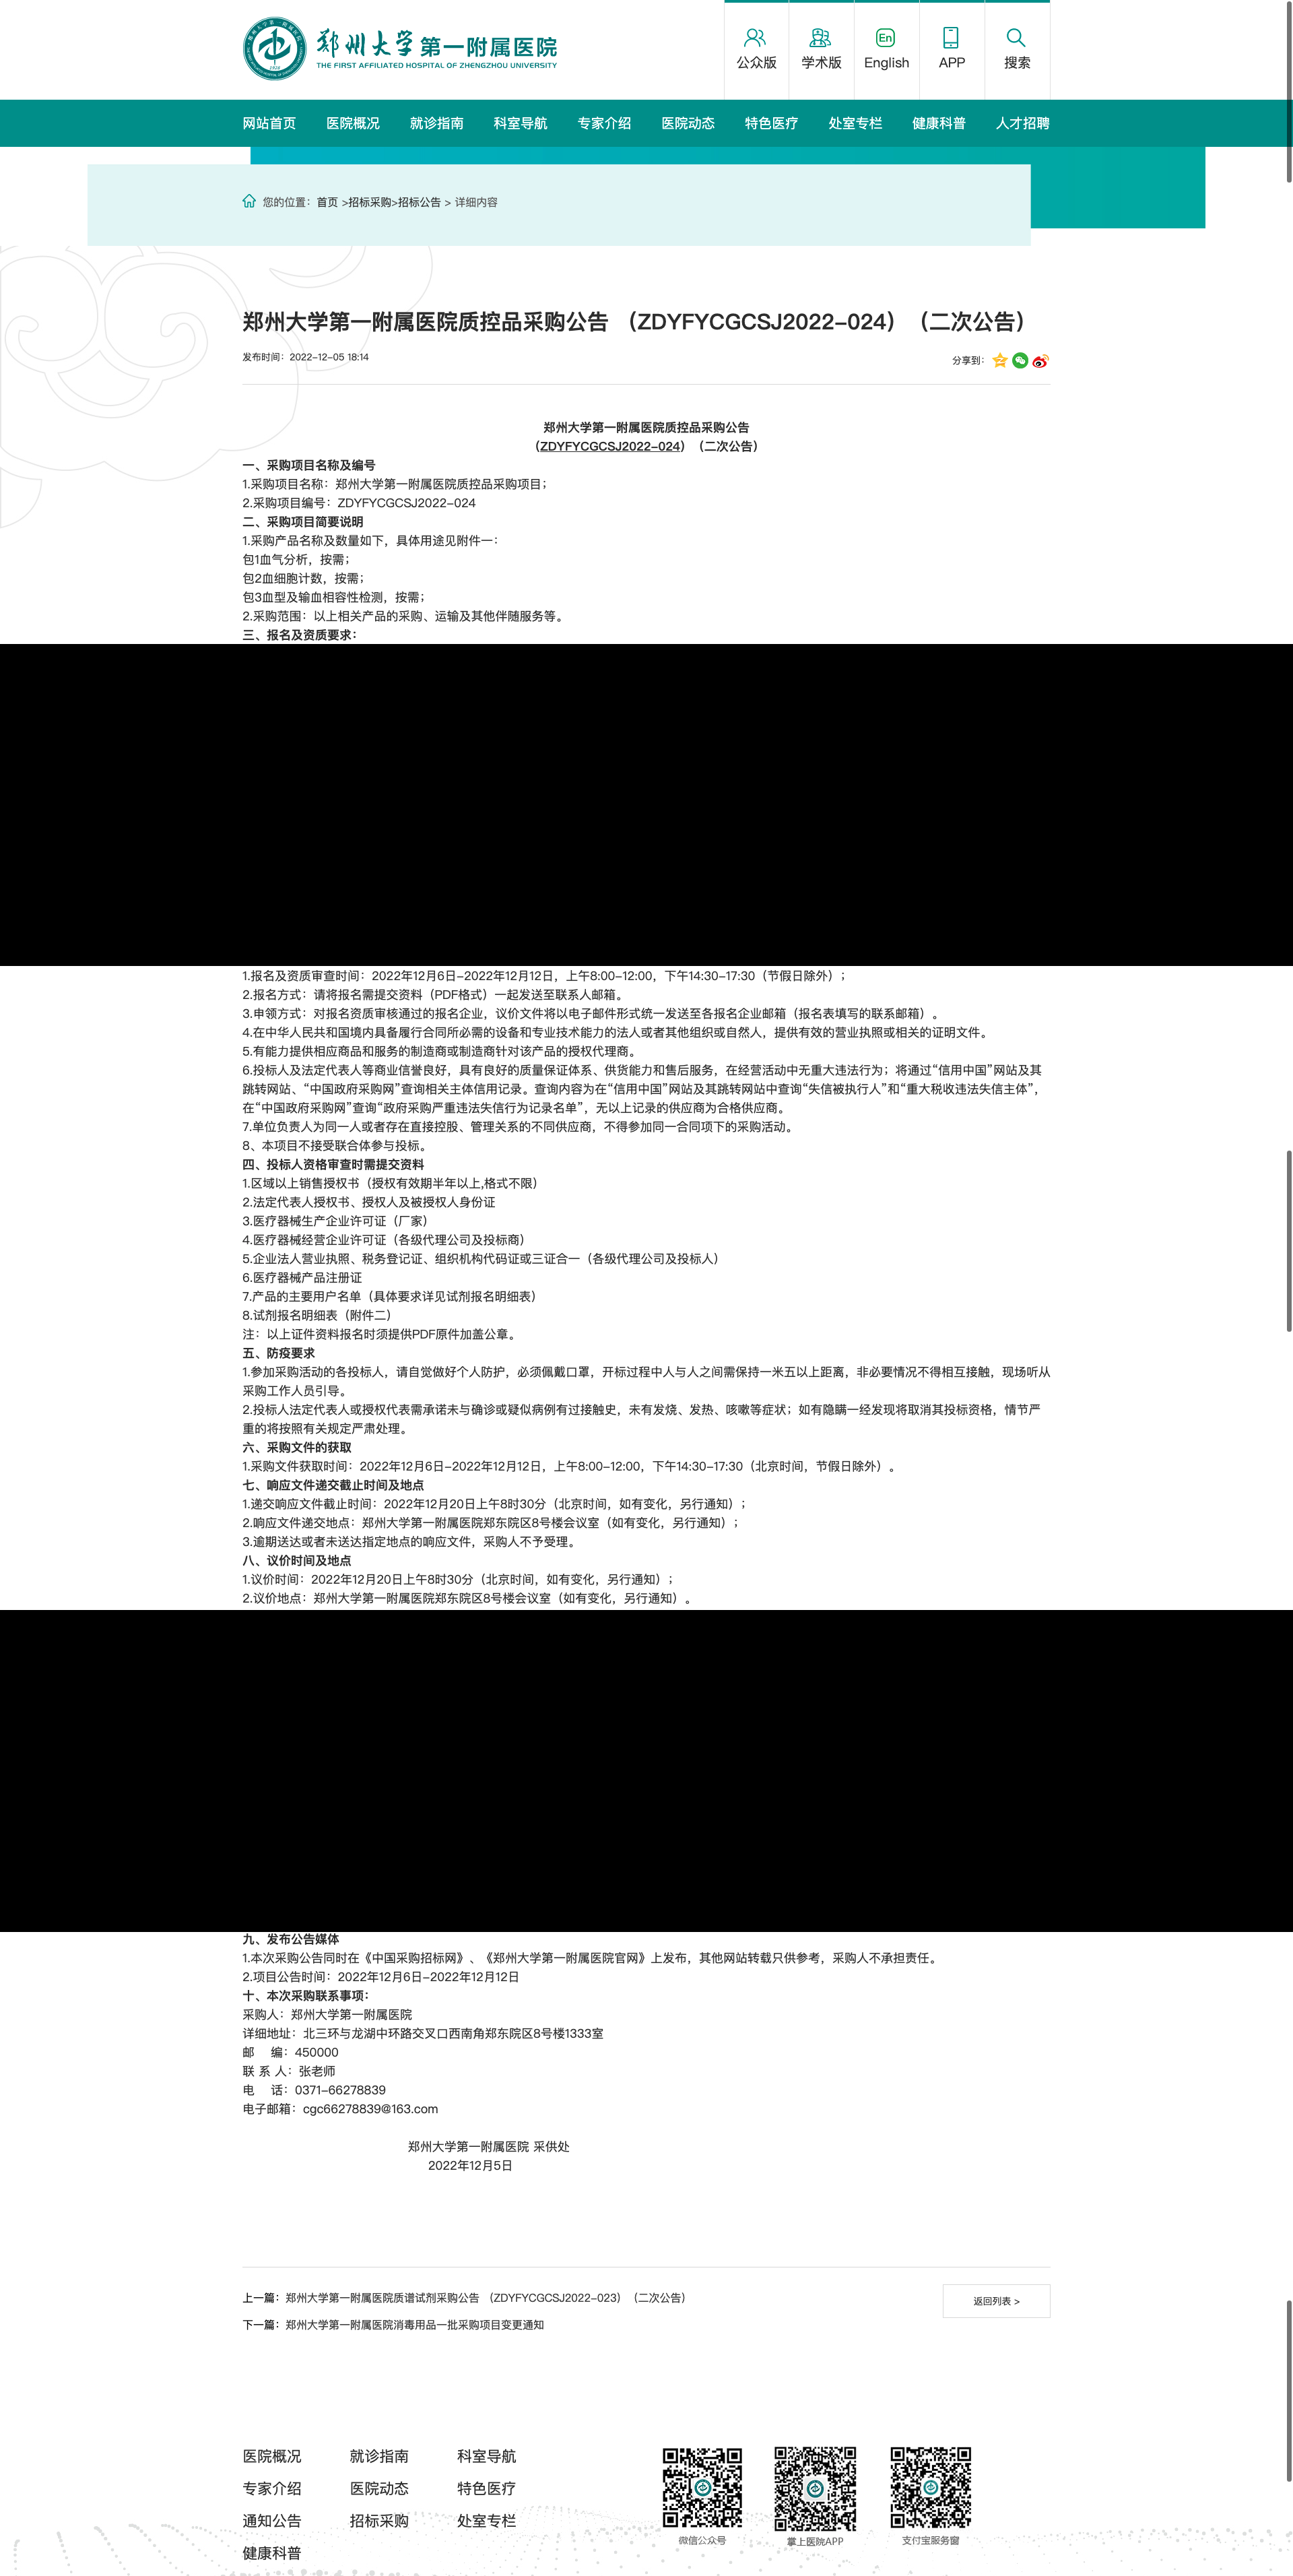 郑州大学第一附属医院
THE FIRST AFFILIATED HOSPITAL OF ZHENGZHOU UNIVERSITY
公众版
学术版
En
English
APP
搜索
网站首页 医院概况 就诊指南 科室导航 专家介绍 医院动态 特色医疗 处室专栏 健康科普 人才招聘
您的位置：首页 >招标采购>招标公告 > 详细内容
郑州大学第一附属医院质控品采购公告 （ZDYFYCGCSJ2022-024）（二次公告）
发布时间：2022-12-05 18:14
分享到：
郑州大学第一附属医院质控品采购公告
（ZDYFYCGCSJ2022-024）（二次公告）
一、采购项目名称及编号
1.采购项目名称：郑州大学第一附属医院质控品采购项目；
2.采购项目编号：ZDYFYCGCSJ2022-024
二、采购项目简要说明
1.采购产品名称及数量如下，具体用途见附件一：
包1血气分析，按需；
包2血细胞计数，按需；
包3血型及输血相容性检测，按需；
2.采购范围：以上相关产品的采购、运输及其他伴随服务等。
三、报名及资质要求：
1.报名及资质审查时间：2022年12月6日-2022年12月12日，上午8:00-12:00，下午14:30-17:30（节假日除外）；
2.报名方式：请将报名需提交资料（PDF格式）一起发送至联系人邮箱。
3.申领方式：对报名资质审核通过的报名企业，议价文件将以电子邮件形式统一发送至各报名企业邮箱（报名表填写的联系邮箱）。
4.在中华人民共和国境内具备履行合同所必需的设备和专业技术能力的法人或者其他组织或自然人，提供有效的营业执照或相关的证明文件。
5.有能力提供相应商品和服务的制造商或制造商针对该产品的授权代理商。
6.投标人及法定代表人等商业信誉良好，具有良好的质量保证体系、供货能力和售后服务，在经营活动中无重大违法行为；将通过“信用中国”网站及其
跳转网站、“中国政府采购网”查询相关主体信用记录。查询内容为在“信用中国”网站及其跳转网站中查询“失信被执行人”和“重大税收违法失信主体”，
在“中国政府采购网”查询“政府采购严重违法失信行为记录名单”，无以上记录的供应商为合格供应商。
7.单位负责人为同一人或者存在直接控股、管理关系的不同供应商，不得参加同一合同项下的采购活动。
8、本项目不接受联合体参与投标。
四、投标人资格审查时需提交资料
1.区域以上销售授权书（授权有效期半年以上,格式不限）
2.法定代表人授权书、授权人及被授权人身份证
3.医疗器械生产企业许可证（厂家）
4.医疗器械经营企业许可证（各级代理公司及投标商）
5.企业法人营业执照、税务登记证、组织机构代码证或三证合一（各级代理公司及投标人）
6.医疗器械产品注册证
7.产品的主要用户名单（具体要求详见试剂报名明细表）
8.试剂报名明细表（附件二）
注：以上证件资料报名时须提供PDF原件加盖公章。
五、防疫要求
1.参加采购活动的各投标人，请自觉做好个人防护，必须佩戴口罩，开标过程中人与人之间需保持一米五以上距离，非必要情况不得相互接触，现场听从
采购工作人员引导。
2.投标人法定代表人或授权代表需承诺未与确诊或疑似病例有过接触史，未有发烧、发热、咳嗽等症状；如有隐瞒一经发现将取消其投标资格，情节严
重的将按照有关规定严肃处理。
六、采购文件的获取
1.采购文件获取时间：2022年12月6日-2022年12月12日，上午8:00-12:00，下午14:30-17:30（北京时间，节假日除外）。
七、响应文件递交截止时间及地点
1.递交响应文件截止时间：2022年12月20日上午8时30分（北京时间，如有变化，另行通知）；
2.响应文件递交地点：郑州大学第一附属医院郑东院区8号楼会议室（如有变化，另行通知）；
3.逾期送达或者未送达指定地点的响应文件，采购人不予受理。
八、议价时间及地点
1.议价时间：2022年12月20日上午8时30分（北京时间，如有变化，另行通知）；
2.议价地点：郑州大学第一附属医院郑东院区8号楼会议室（如有变化，另行通知）。
九、发布公告媒体
1.本次采购公告同时在《中国采购招标网》、《郑州大学第一附属医院官网》上发布，其他网站转载只供参考，采购人不承担责任。
2.项目公告时间：2022年12月6日-2022年12月12日
十、本次采购联系事项：
采购人：郑州大学第一附属医院
详细地址：北三环与龙湖中环路交叉口西南角郑东院区8号楼1333室
邮 编：450000
联 系 人：张老师
电 话：0371-66278839
电子邮箱：cgc66278839@163.com
郑州大学第一附属医院 采供处
2022年12月5日
上一篇：郑州大学第一附属医院质谱试剂采购公告 （ZDYFYCGCSJ2022-023）（二次公告）
返回列表 >
下一篇：郑州大学第一附属医院消毒用品一批采购项目变更通知
医院概况 就诊指南 科室导航
专家介绍 医院动态 特色医疗
通知公告 招标采购 处室专栏
健康科普
微信公众号 掌上医院APP 支付宝服务窗